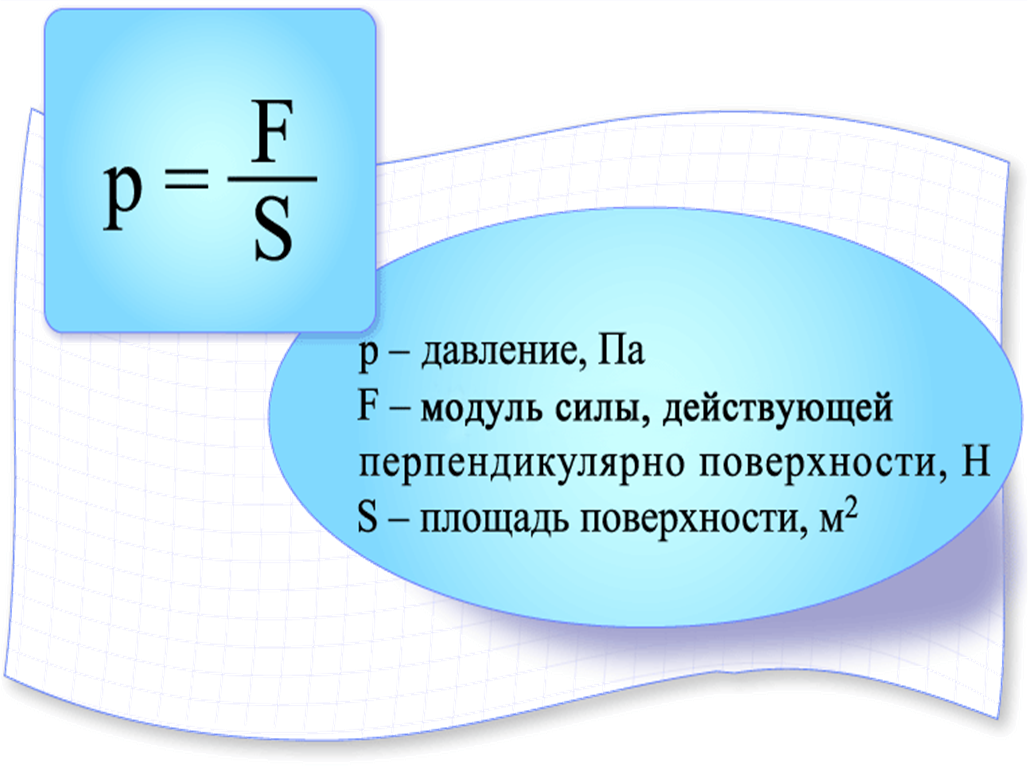 p = F/S
p – давление, Па
F – модуль силы, действующей
перпендикулярно поверхности, Н
S – площадь поверхности, м²